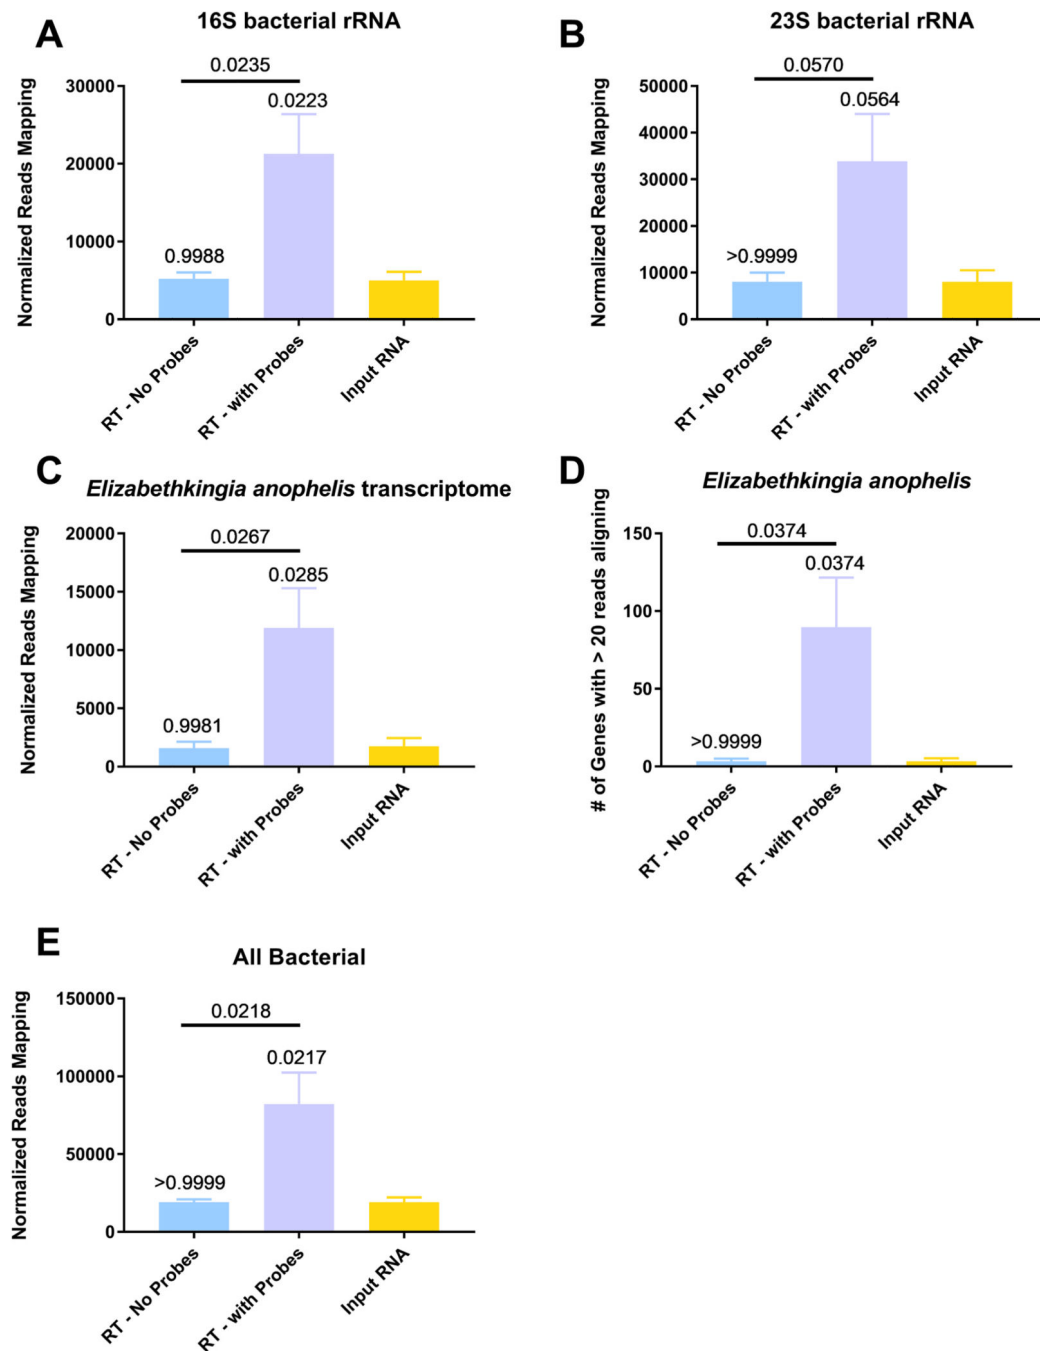 A
16S bacterial rRNA
0.0235
30000
0.0223
20000
10000
0.9988
0
Normalized Reads Mapping
RT - No Probes
RT - with Probes
Input RNA
B
23S bacterial rRNA
0.0570
50000
0.0564
40000
30000
20000
>0.9999
10000
0
Normalized Reads Mapping
RT - No Probes
RT - with Probes
Input RNA
C
Elizabethkingia anophelis transcriptome
20000
0.0267
0.0285
15000
10000
5000
0.9981
0
Normalized Reads Mapping
RT - No Probes
RT - with Probes
Input RNA
D
Elizabethkingia anophelis
150
0.0374
0.0374
100
50
>0.9999
0
# of Genes with > 20 reads aligning
RT - No Probes
RT - with Probes
Input RNA
E
All Bacterial
150000
0.0218
0.0217
100000
50000
>0.9999
0
Normalized Reads Mapping
RT - No Probes
RT - with Probes
Input RNA